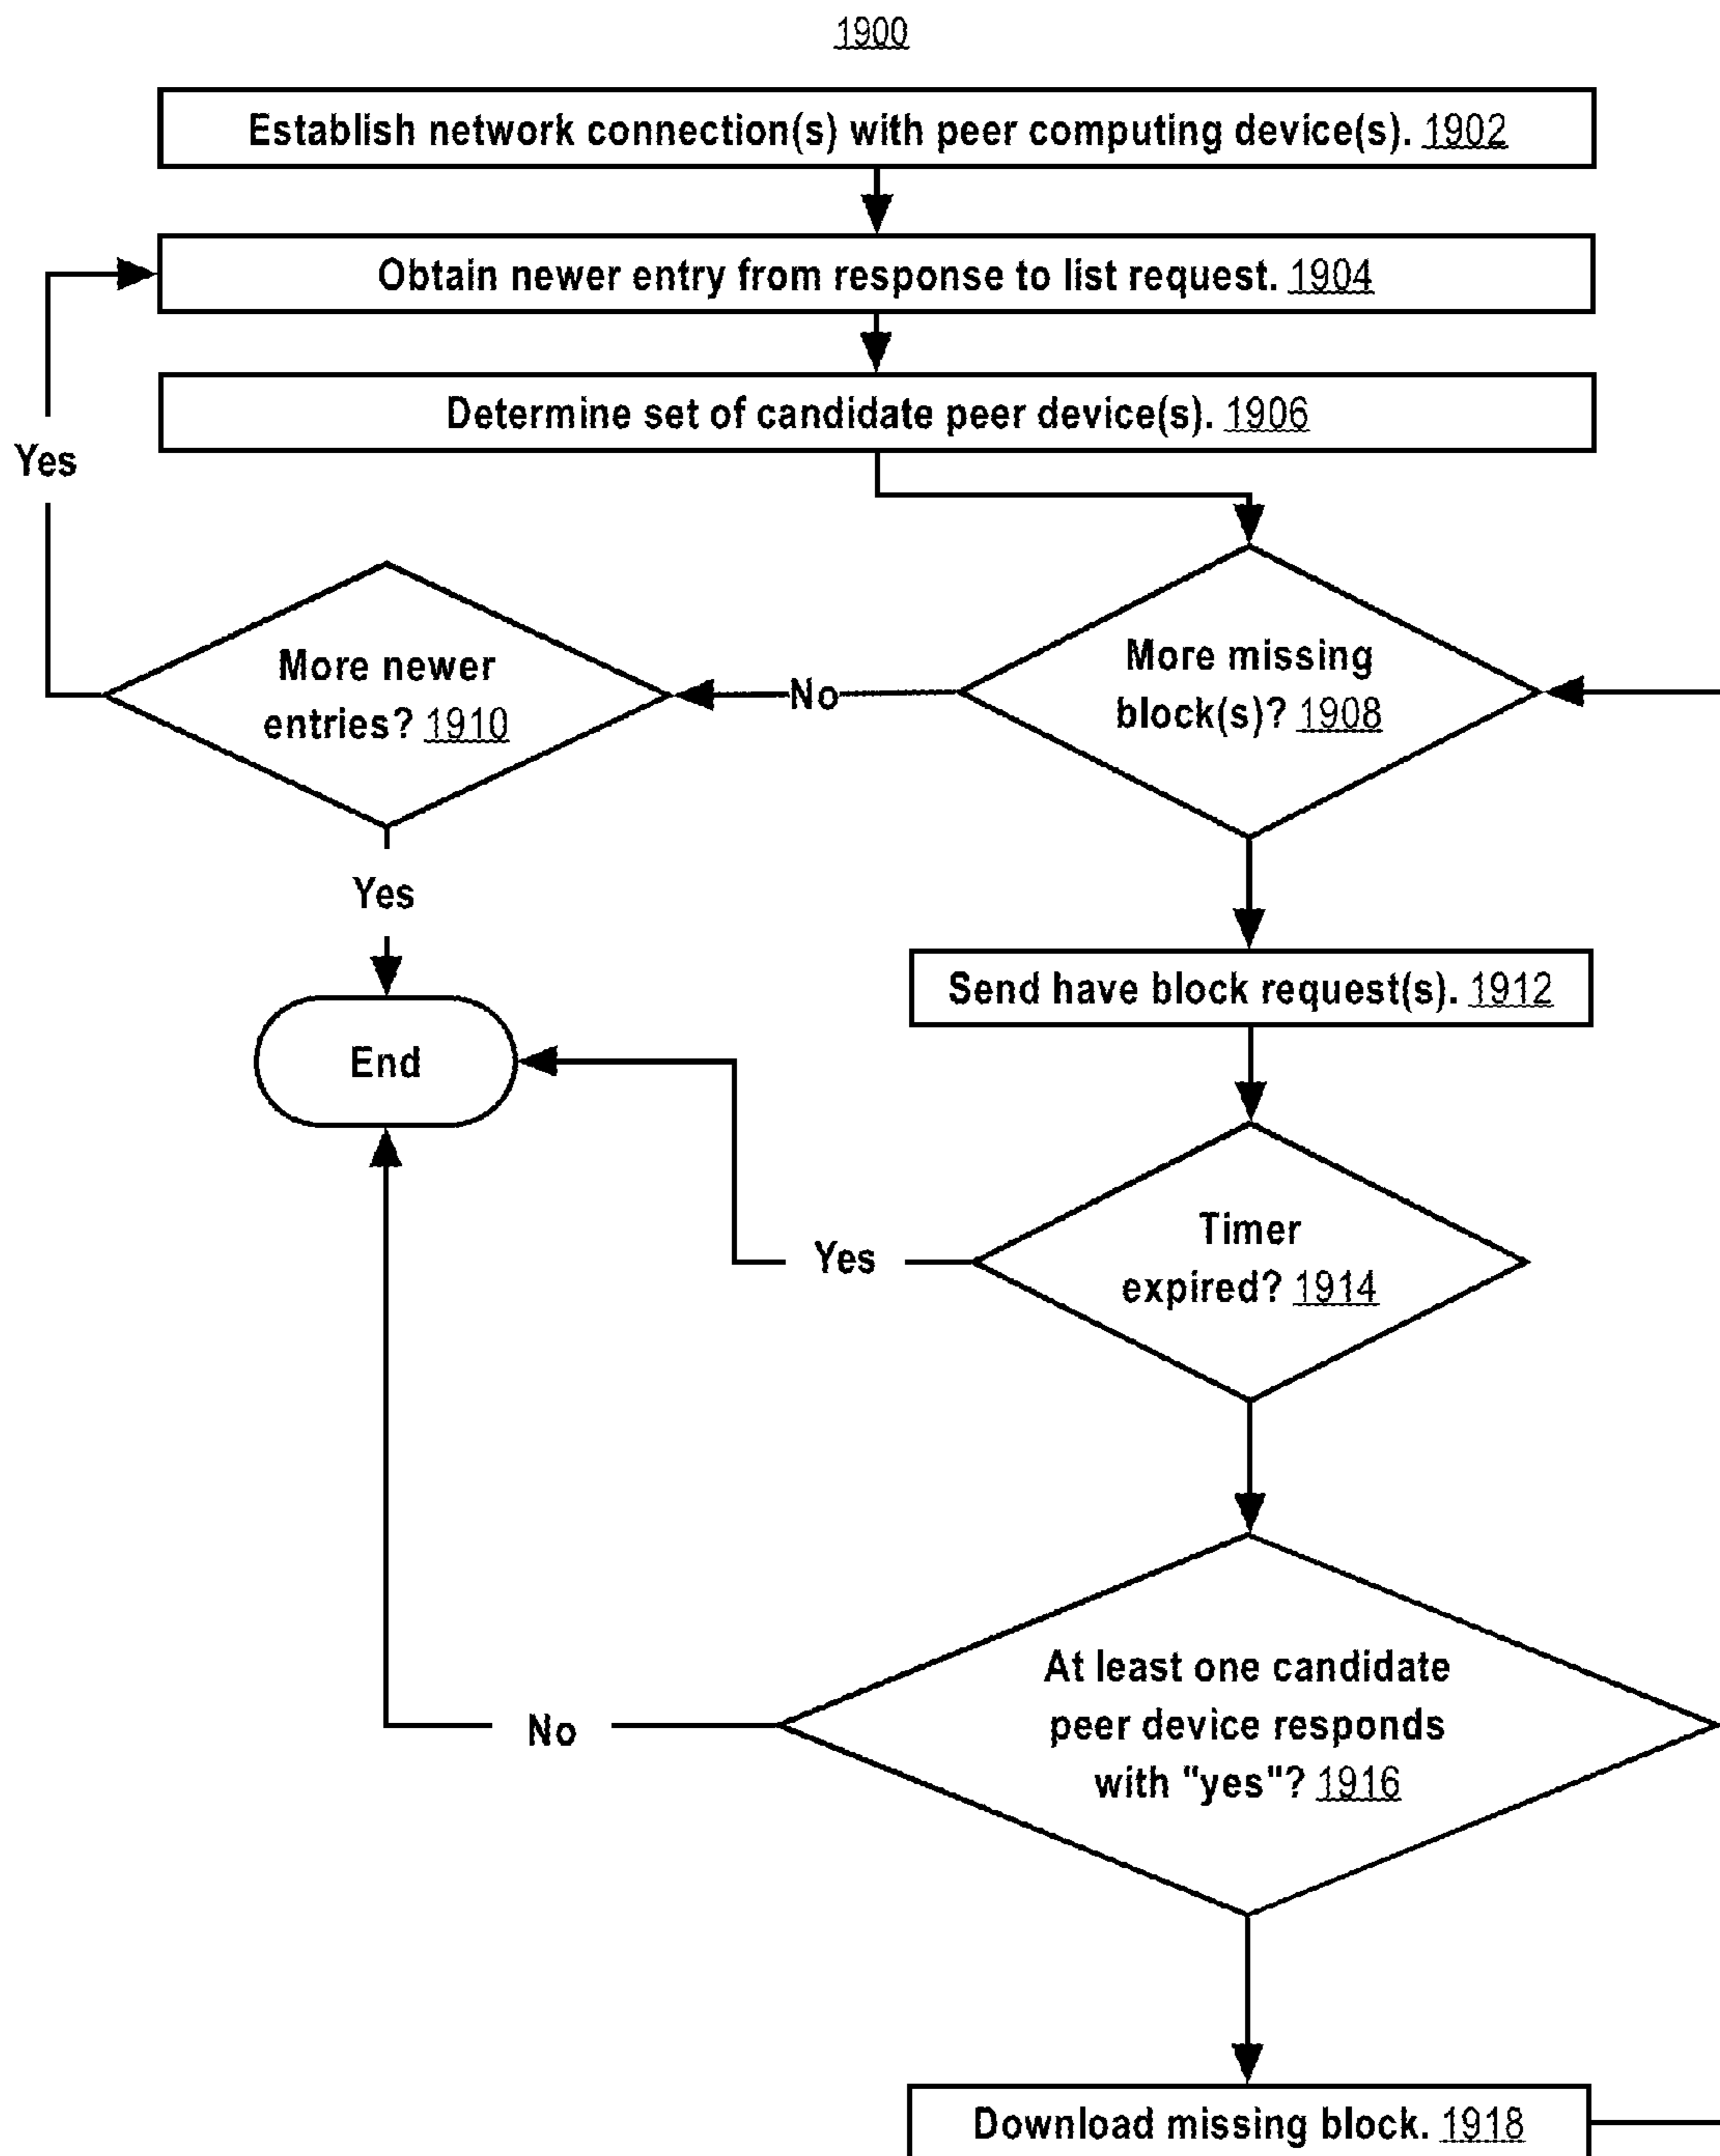 1900
Establish network connection(s) with peer computing device(s). 1902
Obtain newer entry from response to list request. 1904
Determine set of candidate peer device(s). 1906
Yes
More newer
entries? 1910
No
More missing
block(s)? 1908
Yes
Send have block request(s). 1912
End
Yes
Timer
expired? 1914
No
At least one candidate
peer device responds
with "yes"? 1916
Download missing block. 1918